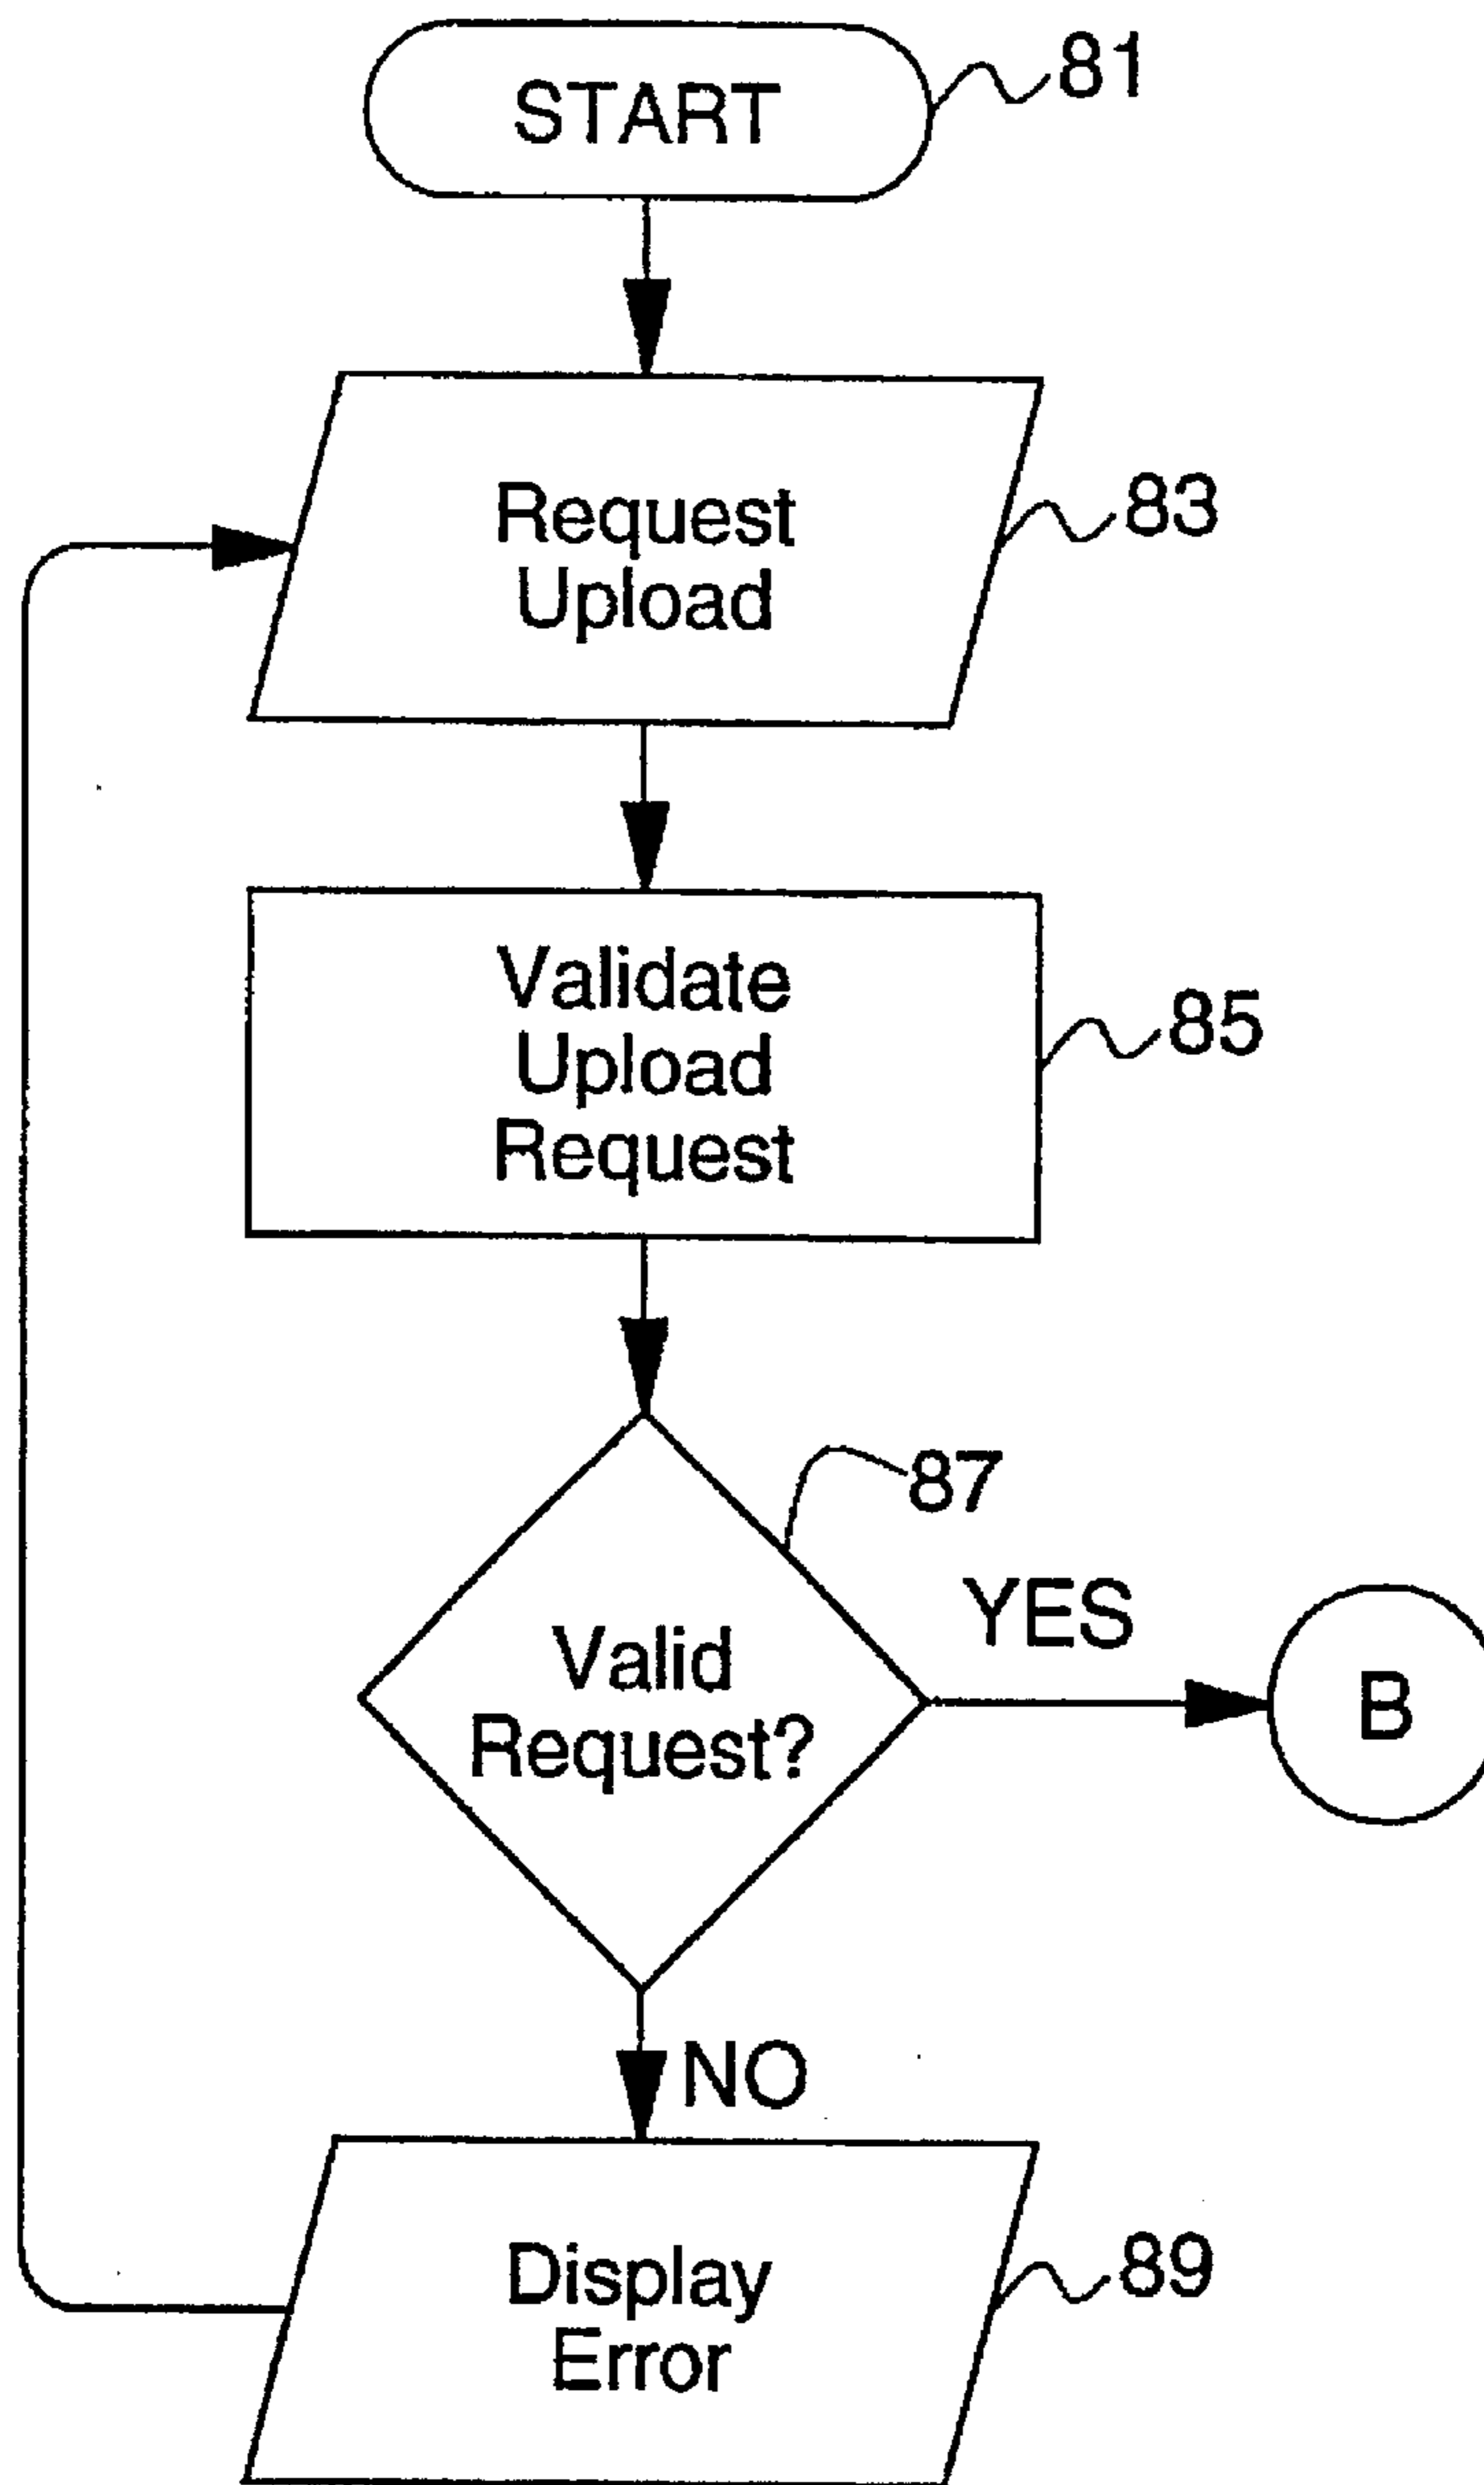 START
81
Request
Upload
83
Validate
Upload
Request
85
87
Valid
Request?
YES
B
NO
Display
Error
89